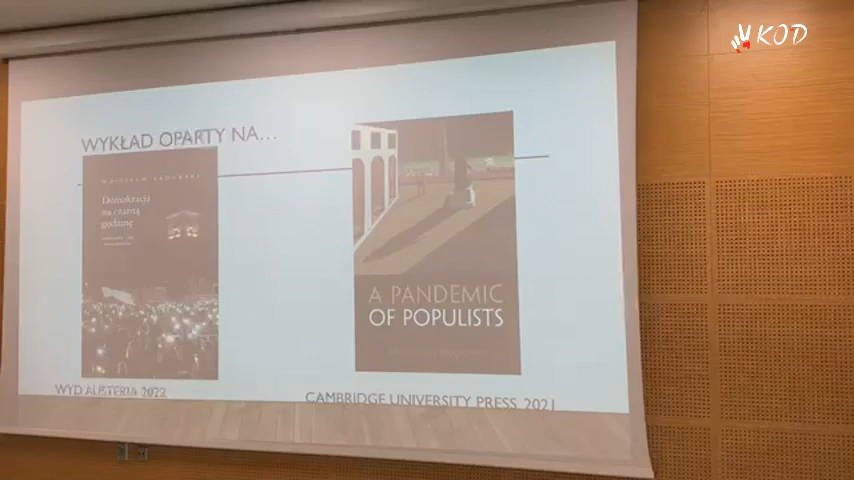 KOD
WYKŁAD OPARTY NA...
Demokracja
na czarną
godzinę
A PANDEMIC
OF POPULISTS
WYD AUSTERIA 2022
CAMBRIDGE UNIVERSITY PRESS 2021